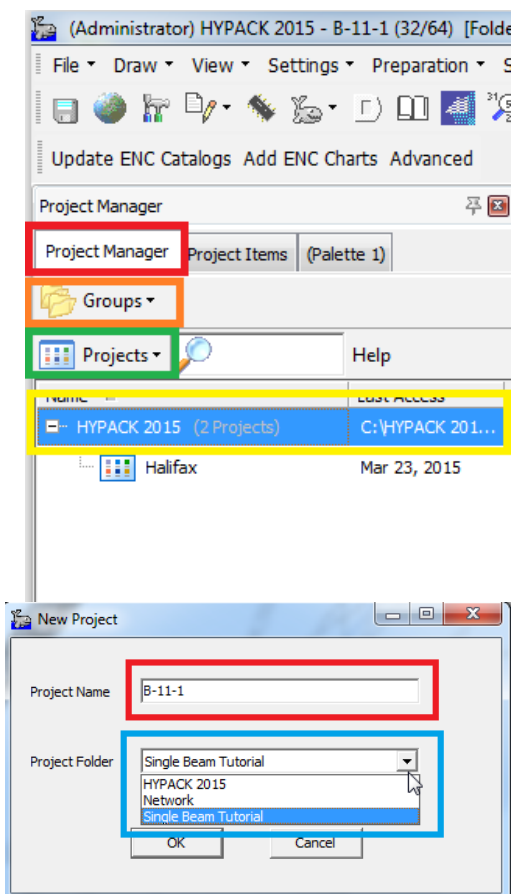 (Administrator) HYPACK 2015 - B-11-1 (32/64) [Folde
File Draw View Settings Preparation S
Update ENC Catalogs Add ENC Charts Advanced
Project Manager
Project Manager Project Items (Palette 1)
Groups
Projects Help
Name Last Access
HYPACK 2015 (2 Projects) C:\HYPACK 201...
Halifax Mar 23, 2015
New Project
Project Name B-11-1
Project Folder Single Beam Tutorial
HYPACK 2015
Network
Single Beam Tutorial
OK Cancel